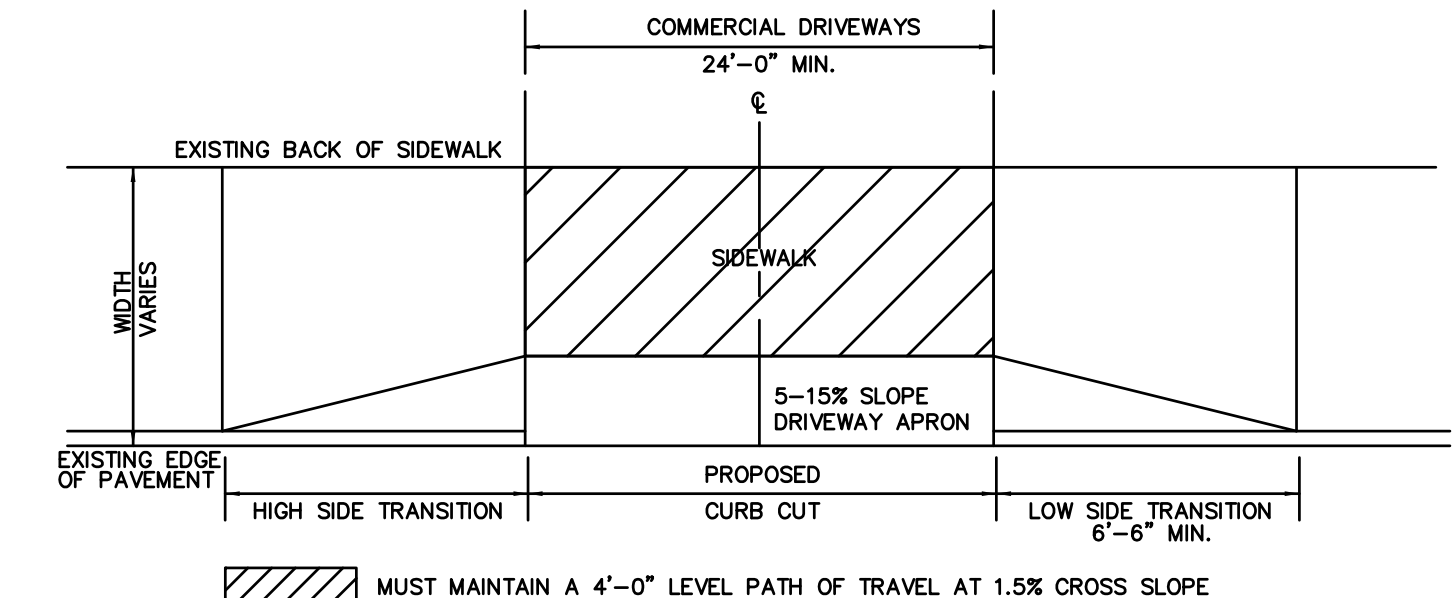 COMMERCIAL DRIVEWAYS
24'-0" MIN.
℄
EXISTING BACK OF SIDEWALK
WIDTH
VARIES
SIDEWALK
5-15% SLOPE
DRIVEWAY APRON
EXISTING EDGE
OF PAVEMENT
HIGH SIDE TRANSITION
PROPOSED
CURB CUT
LOW SIDE TRANSITION
6'-6" MIN.
MUST MAINTAIN A 4'-0" LEVEL PATH OF TRAVEL AT 1.5% CROSS SLOPE